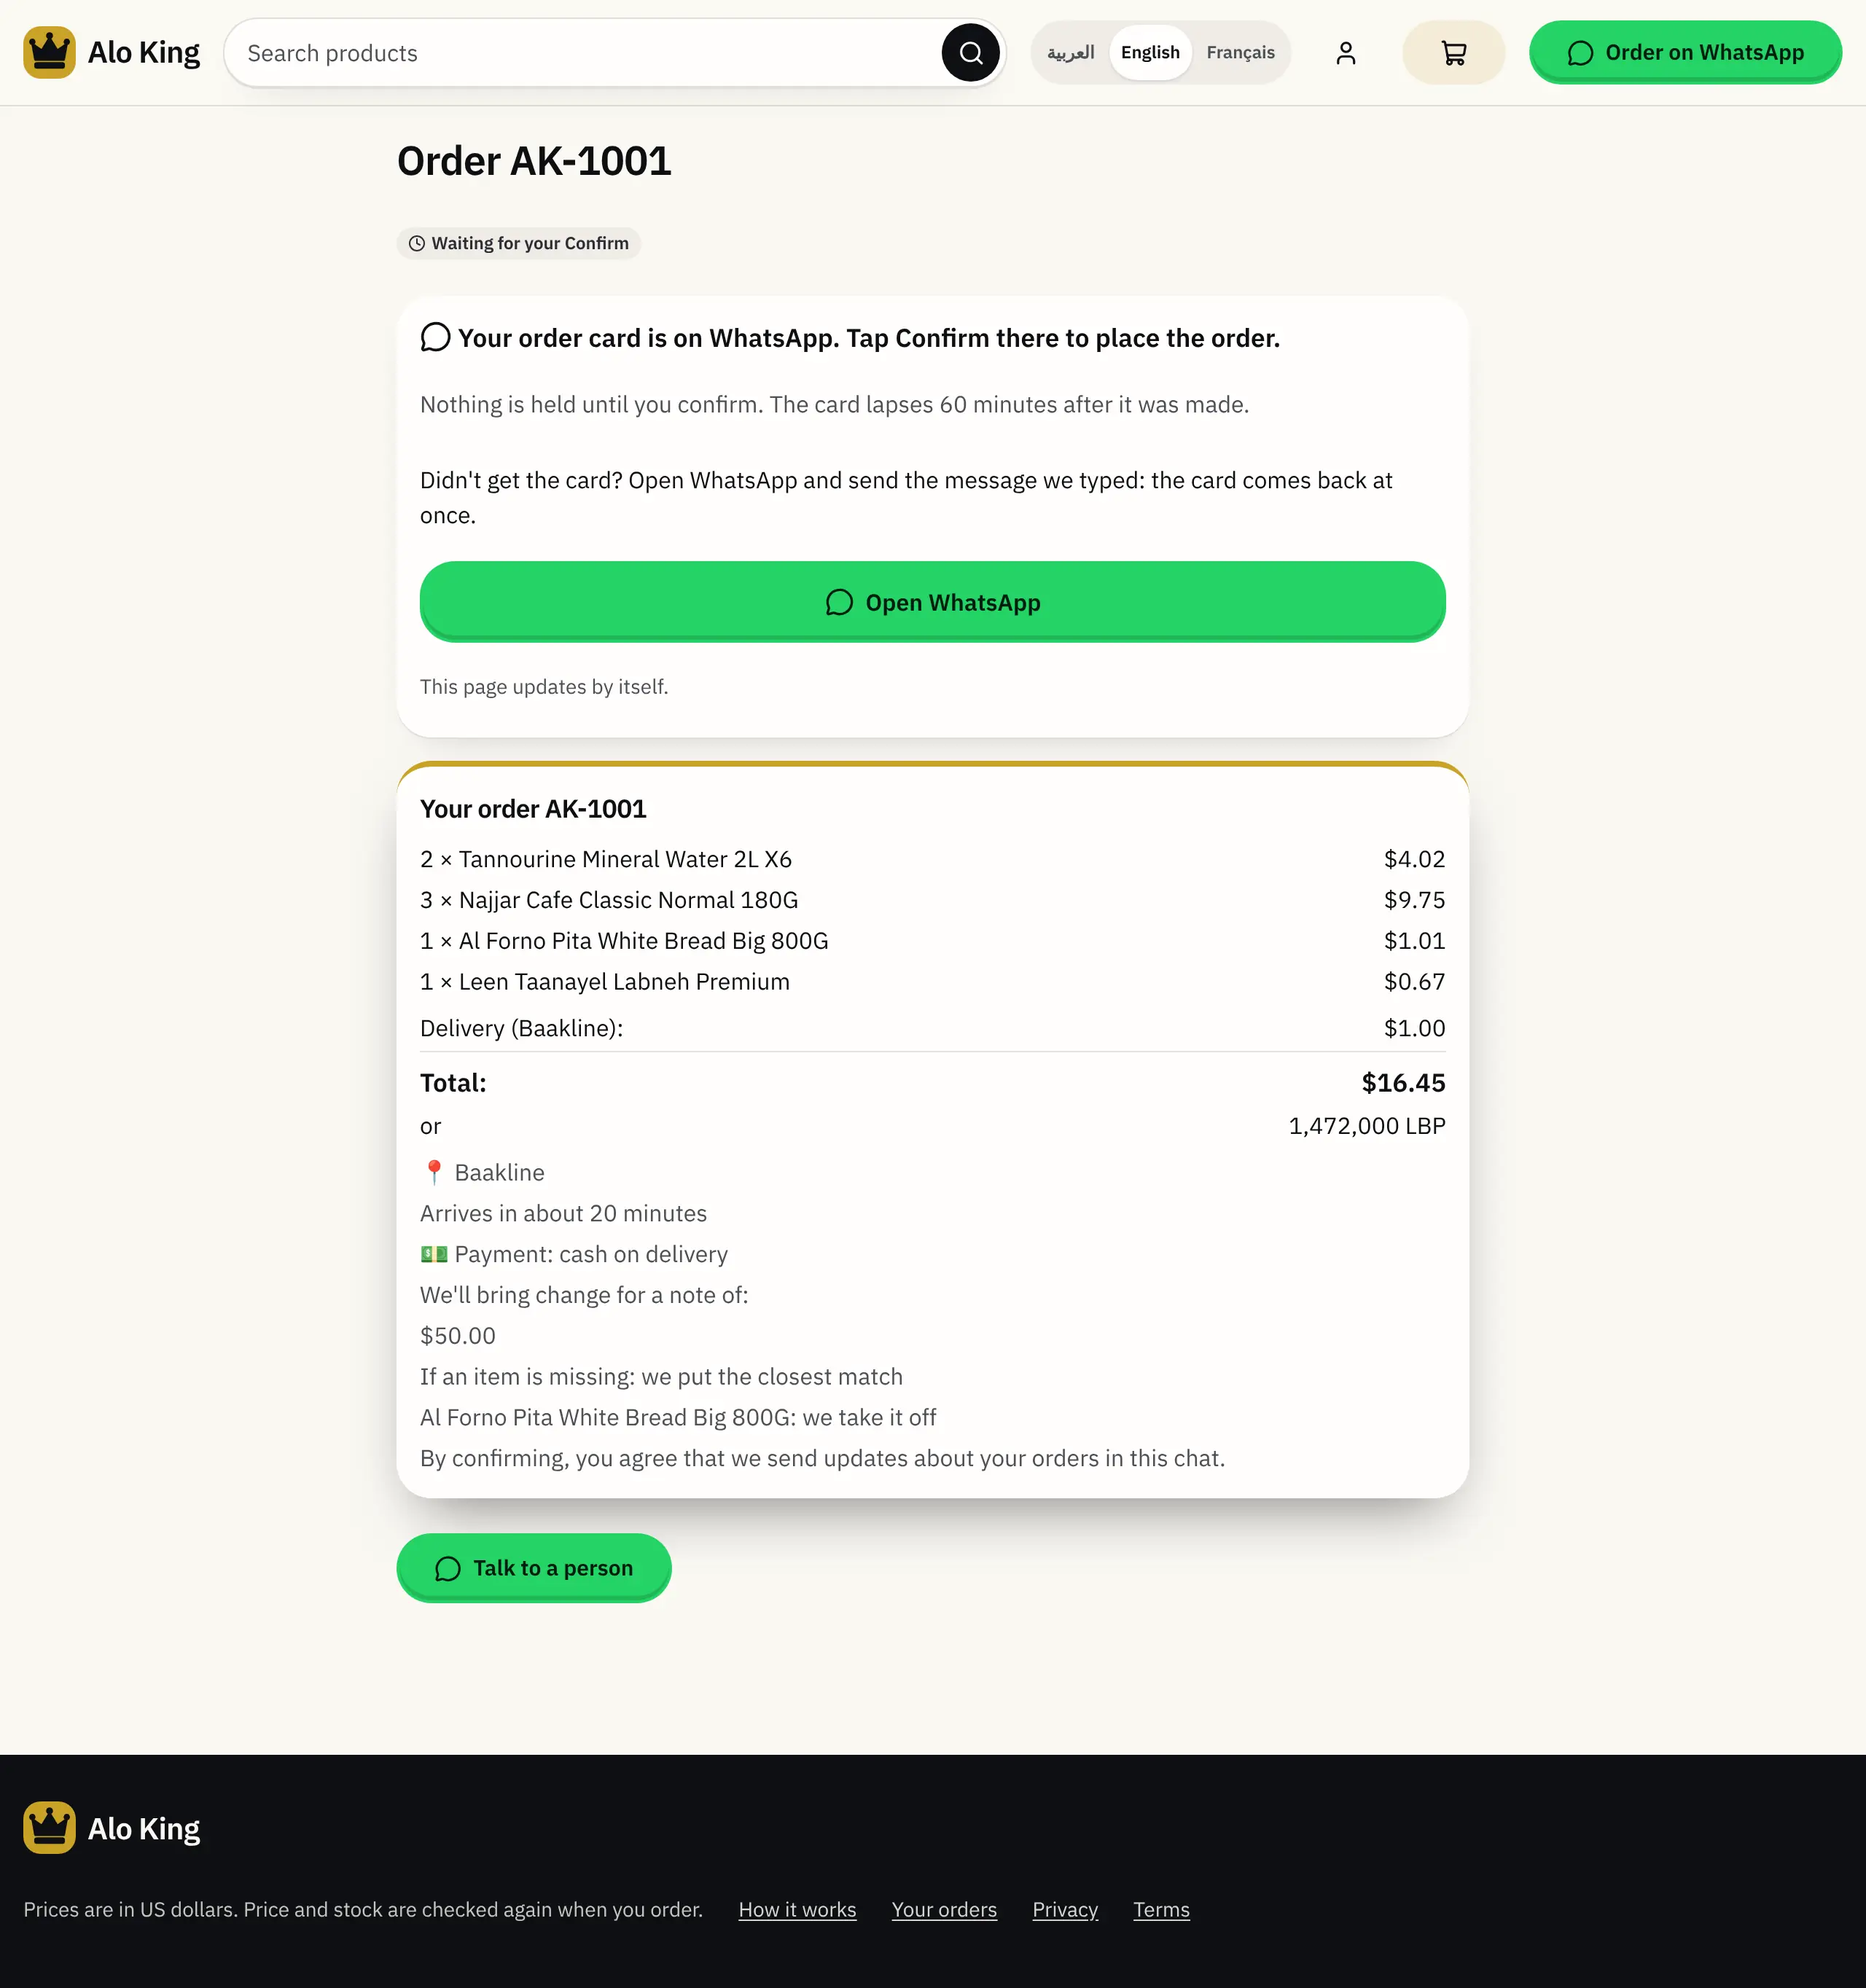 Alo King
Search products
العربية
English
Français
Order on WhatsApp
Order AK-1001
Waiting for your Confirm
Your order card is on WhatsApp. Tap Confirm there to place the order.
Nothing is held until you confirm. The card lapses 60 minutes after it was made.
Didn't get the card? Open WhatsApp and send the message we typed: the card comes back at
once.
Open WhatsApp
This page updates by itself.
Your order AK-1001
2 × Tannourine Mineral Water 2L X6 $4.02
3 × Najjar Cafe Classic Normal 180G $9.75
1 × Al Forno Pita White Bread Big 800G $1.01
1 × Leen Taanayel Labneh Premium $0.67
Delivery (Baakline): $1.00
Total: $16.45
or 1,472,000 LBP
📍 Baakline
Arrives in about 20 minutes
💵 Payment: cash on delivery
We'll bring change for a note of:
$50.00
If an item is missing: we put the closest match
Al Forno Pita White Bread Big 800G: we take it off
By confirming, you agree that we send updates about your orders in this chat.
Talk to a person
Alo King
Prices are in US dollars. Price and stock are checked again when you order. How it works Your orders Privacy Terms